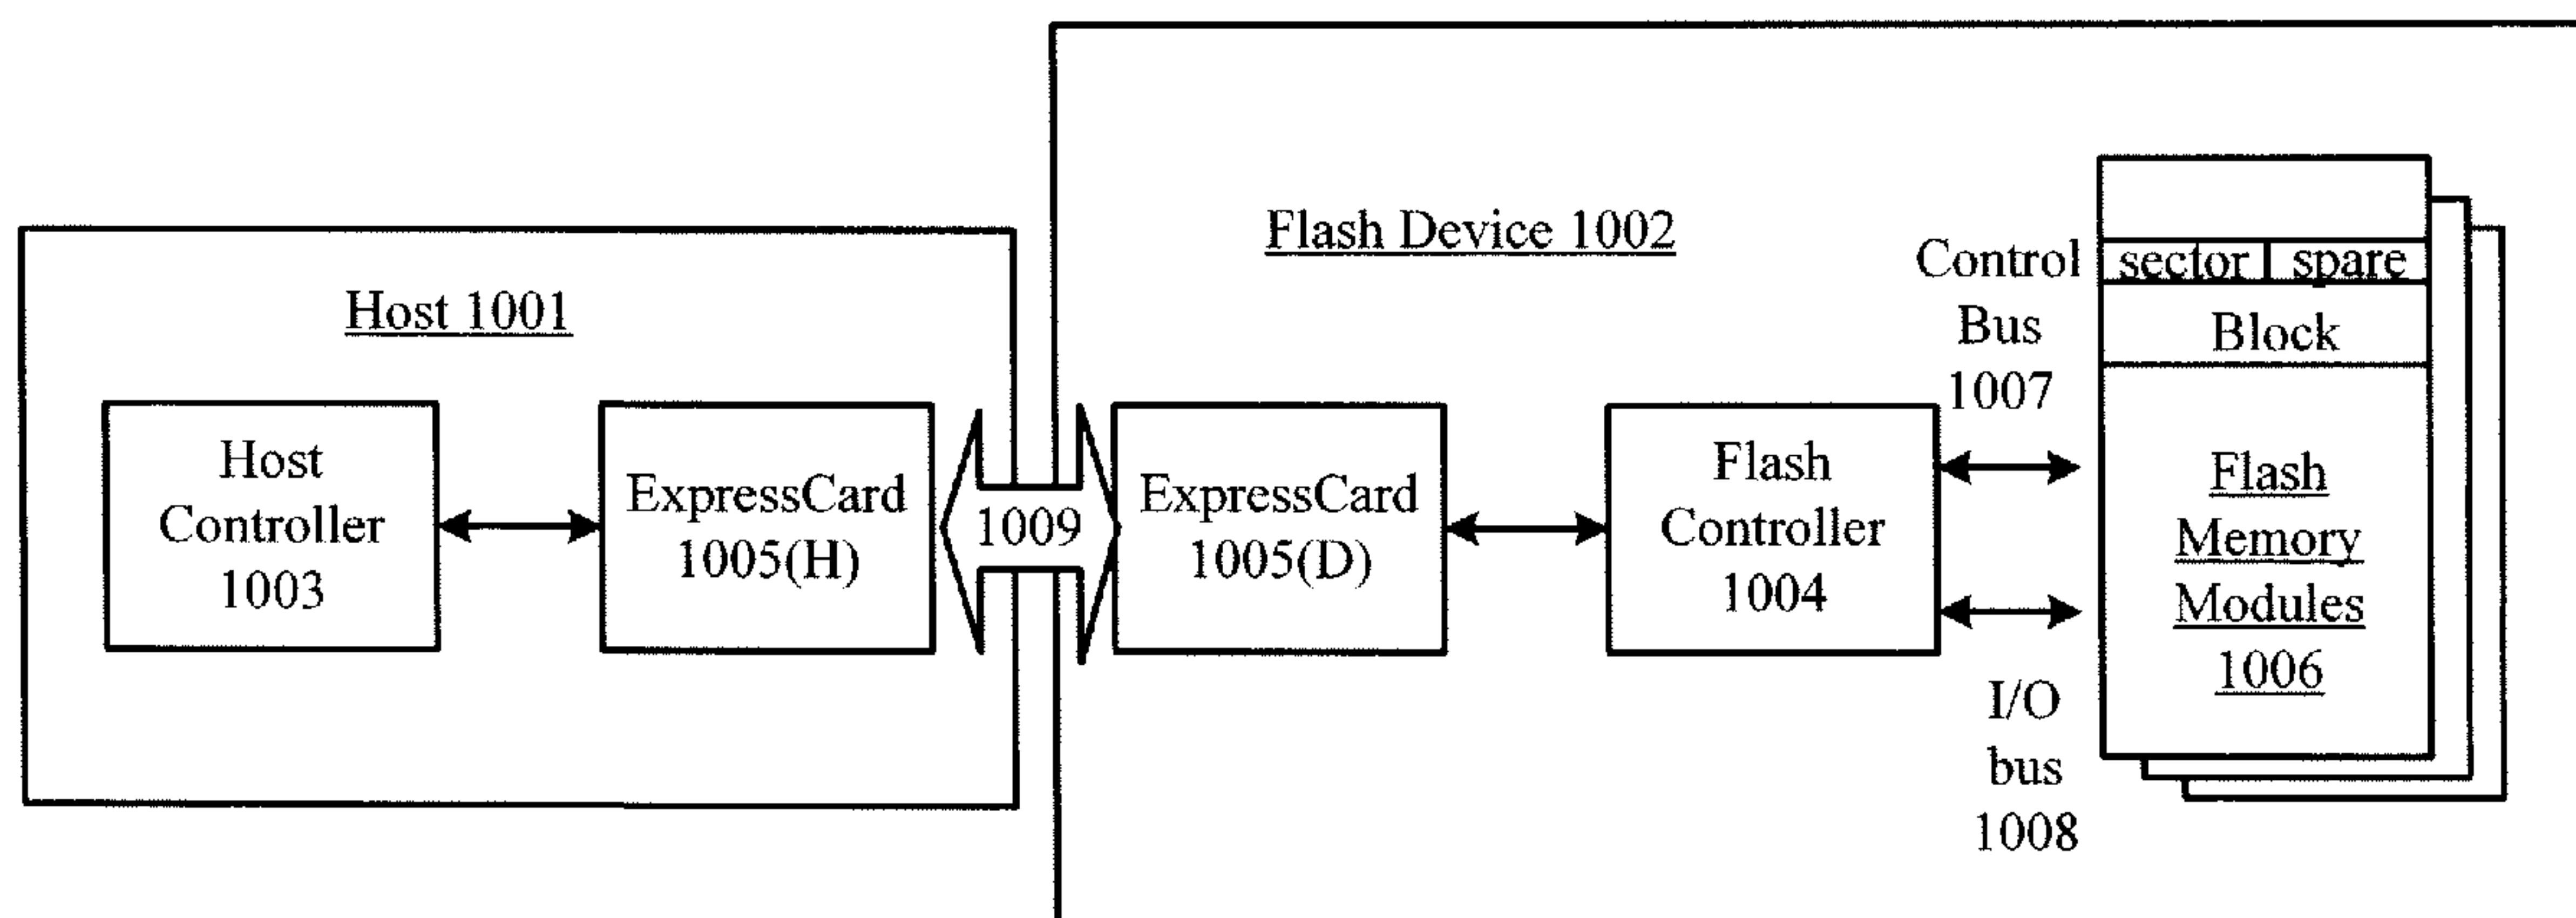 Host 1001
Host
Controller
1003
ExpressCard
1005(H)
1009
Flash Device 1002
ExpressCard
1005(D)
Flash
Controller
1004
Control
Bus
1007
I/O
bus
1008
sector spare
Block
Flash
Memory
Modules
1006